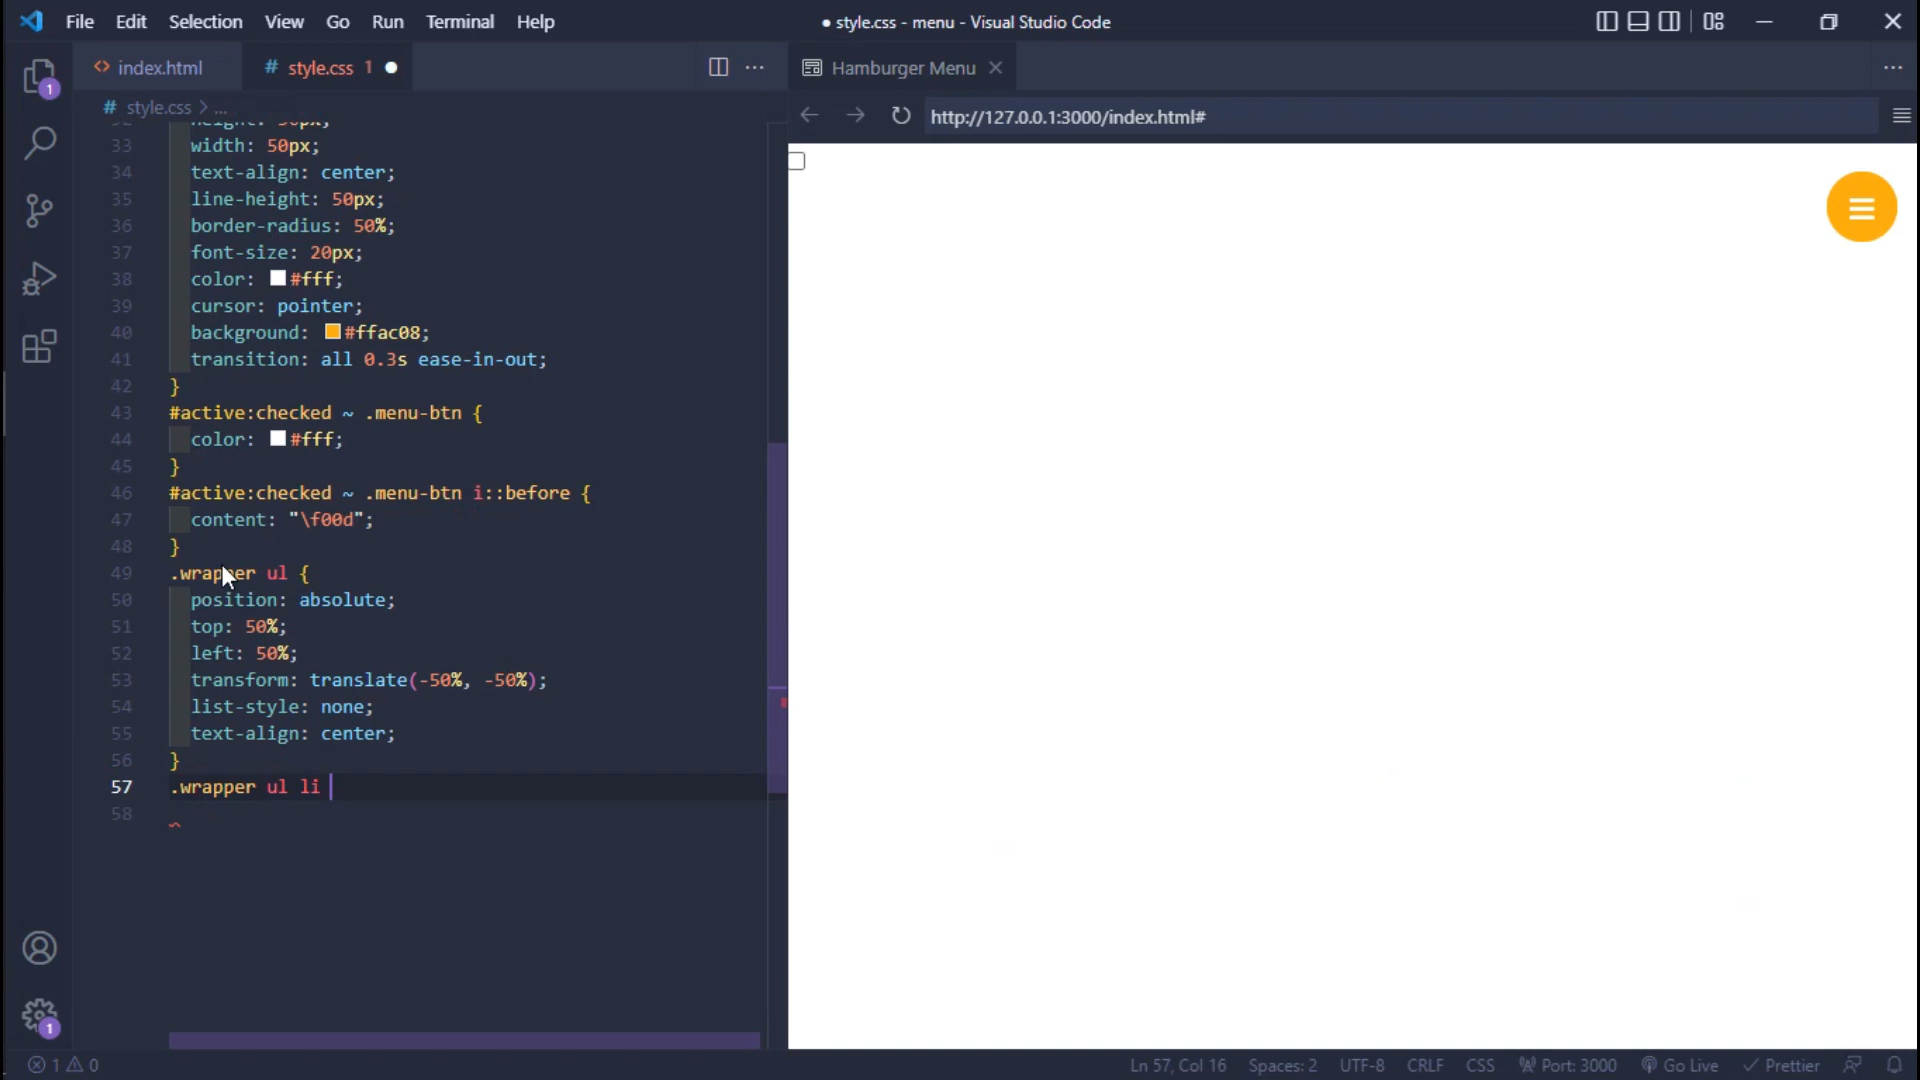 File Edit Selection View Go Run Terminal Help
● style.css - menu - Visual Studio Code
<> index.html
# style.css 1 ●
Hamburger Menu
# style.css > ...
http://127.0.0.1:3000/index.html#
33 width: 50px;
34 text-align: center;
35 line-height: 50px;
36 border-radius: 50%;
37 font-size: 20px;
38 color: #fff;
39 cursor: pointer;
40 background: #ffac08;
41 transition: all 0.3s ease-in-out;
42 }
43 #active:checked ~ .menu-btn {
44 color: #fff;
45 }
46 #active:checked ~ .menu-btn i::before {
47 content: "\f00d";
48 }
49 .wrapper ul {
50 position: absolute;
51 top: 50%;
52 left: 50%;
53 transform: translate(-50%, -50%);
54 list-style: none;
55 text-align: center;
56 }
57 .wrapper ul li
58
1
1
1 0
Ln 57, Col 16 Spaces: 2 UTF-8 CRLF CSS Port: 3000 Go Live Prettier